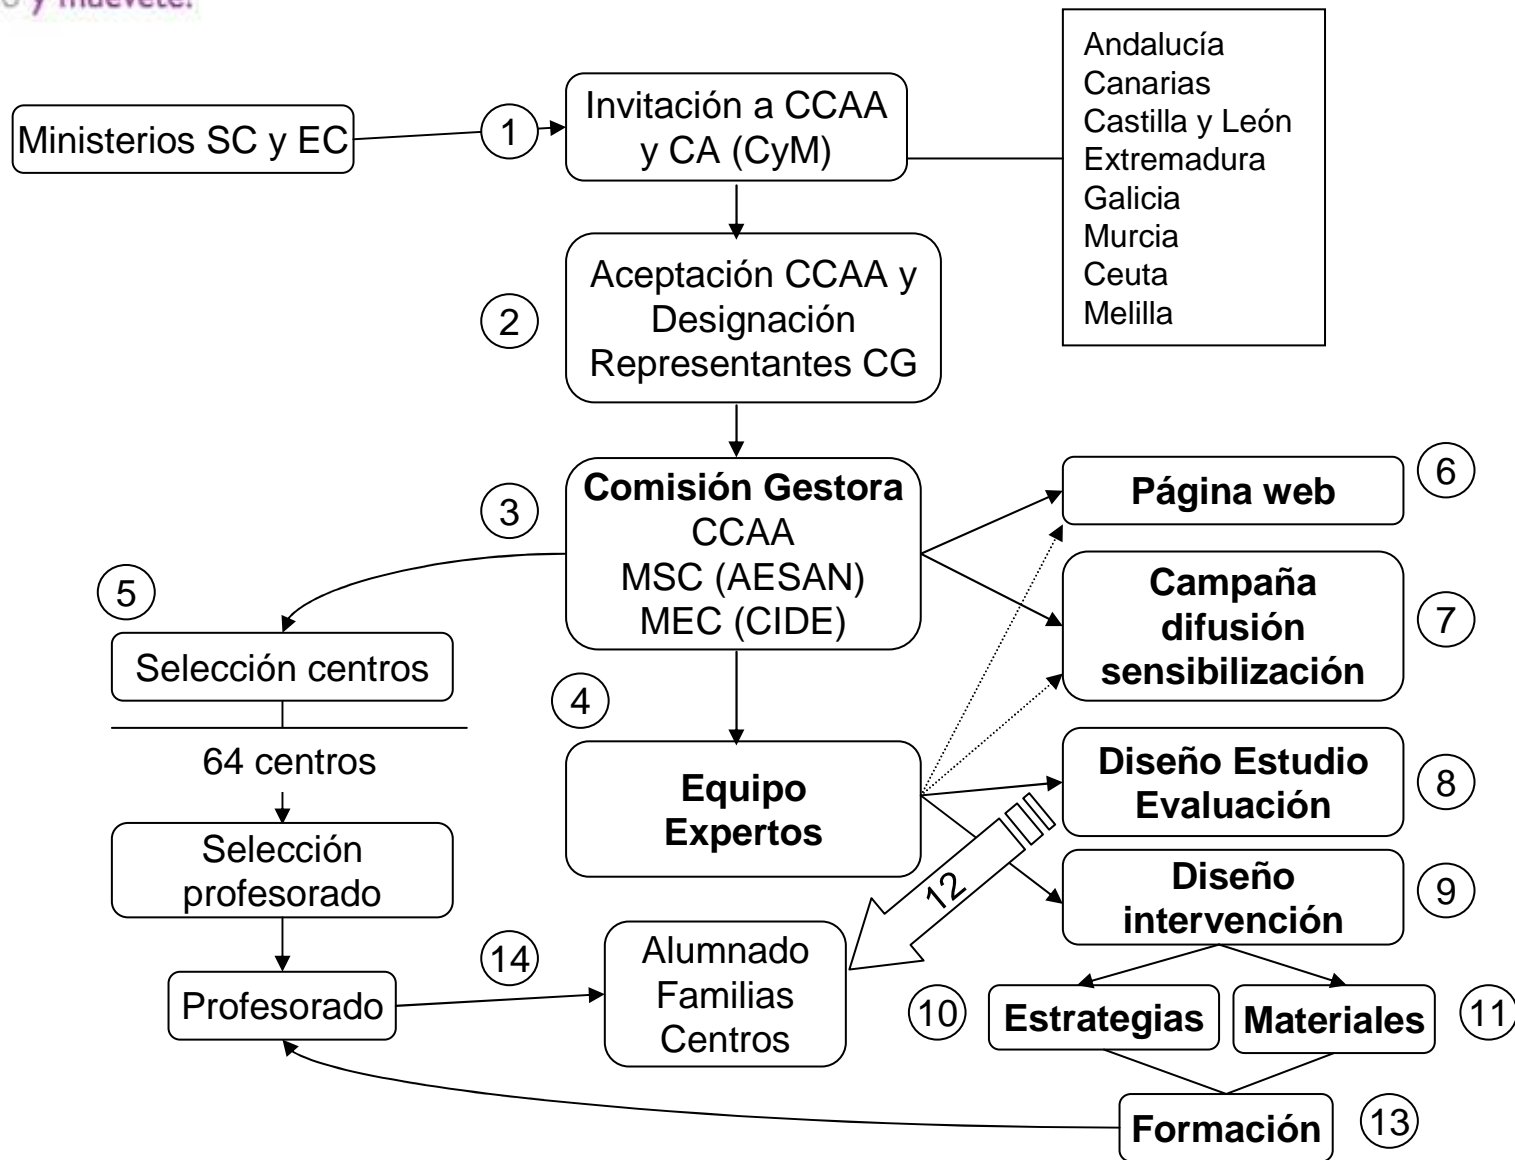 y muévete!
Ministerios SC y EC
1
Invitación a CCAA
y CA (CyM)
Andalucía
Canarias
Castilla y León
Extremadura
Galicia
Murcia
Ceuta
Melilla
2
Aceptación CCAA y
Designación
Representantes CG
3
Comisión Gestora
CCAA
MSC (AESAN)
MEC (CIDE)
Página web
6
Campaña
difusión
sensibilización
7
5
Selección centros
64 centros
Selección
profesorado
Profesorado
4
Equipo
Expertos
Diseño Estudio
Evaluación
8
12
Diseño
intervención
9
14
Alumnado
Familias
Centros
10
Estrategias
Materiales
11
Formación
13